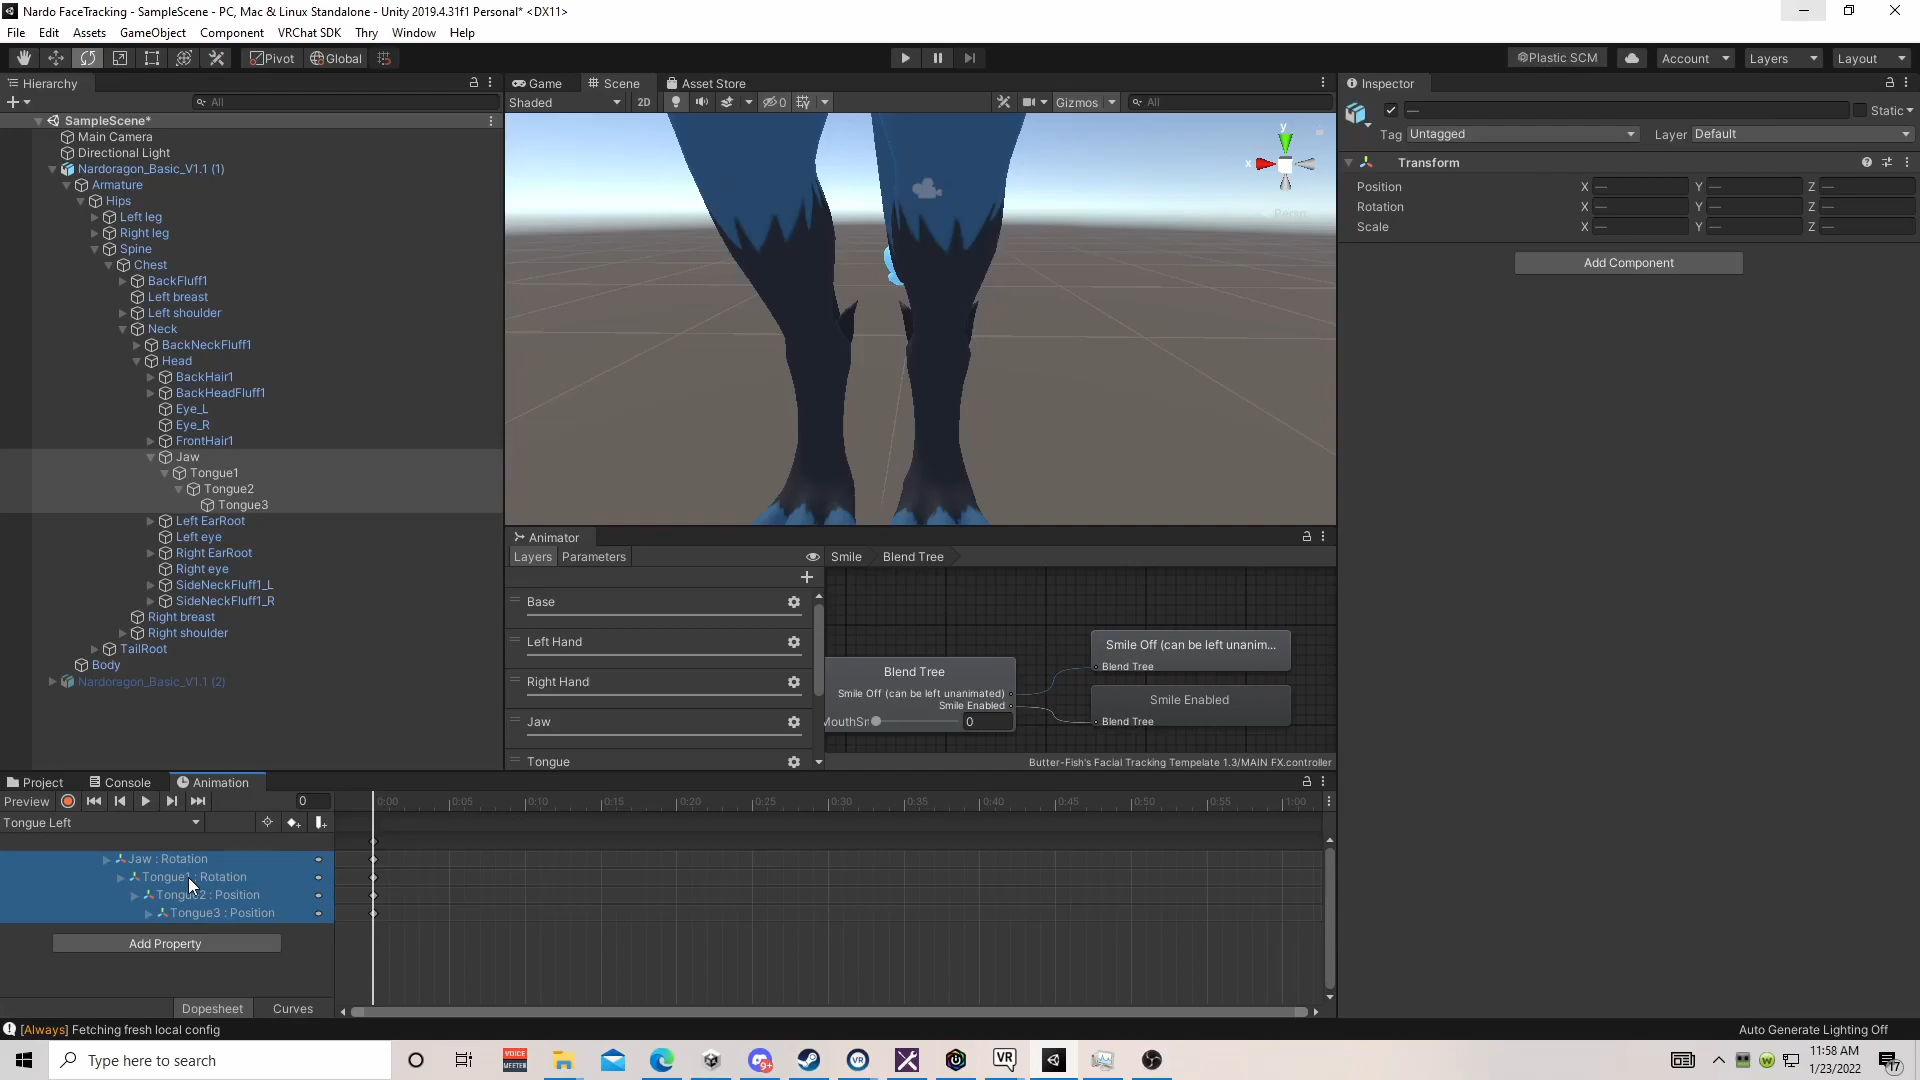 Nardo FaceTracking - SampleScene - PC, Mac & Linux Standalone - Unity 2019.4.31f1 Personal* <DX11>
File Edit Assets GameObject Component VRChat SDK Thry Window Help
Pivot Global Plastic SCM Account Layers Layout
Hierarchy
All
SampleScene*
Main Camera
Directional Light
Nardoragon_Basic_V1.1 (1)
Armature
Hips
Left leg
Right leg
Spine
Chest
BackFluff1
Left breast
Left shoulder
Neck
BackNeckFluff1
Head
BackHair1
BackHeadFluff1
Eye_L
Eye_R
FrontHair1
Jaw
Tongue1
Tongue2
Tongue3
Left EarRoot
Left eye
Right EarRoot
Right eye
SideNeckFluff1_L
SideNeckFluff1_R
Right breast
Right shoulder
TailRoot
Body
Nardoragon_Basic_V1.1 (2)
Game Scene Asset Store
Shaded 2D 0 Gizmos All
y
x
Persp
Animator
Layers Parameters Smile Blend Tree
Base
Left Hand
Right Hand
Jaw
Tongue
Blend Tree
Smile Off (can be left unanimated)
Smile Enabled
MouthSr 0
Smile Off (can be left unanim...
Blend Tree
Smile Enabled
Blend Tree
Butter-Fish's Facial Tracking Template 1.3/MAIN FX.controller
Inspector
— Static
Tag Untagged Layer Default
Transform
Position X — Y — Z —
Rotation X — Y — Z —
Scale X — Y — Z —
Add Component
Project Console Animation
Preview 0 0:00 0:05 0:10 0:15 0:20 0:25 0:30 0:35 0:40 0:45 0:50 0:55 1:00
Tongue Left
Jaw : Rotation
Tongue1 : Rotation
Tongue2 : Position
Tongue3 : Position
Add Property
Dopesheet Curves
[Always] Fetching fresh local config
Auto Generate Lighting Off
Type here to search
VOICE MEETER
9+
VR
VR
11:58 AM
1/23/2022
17